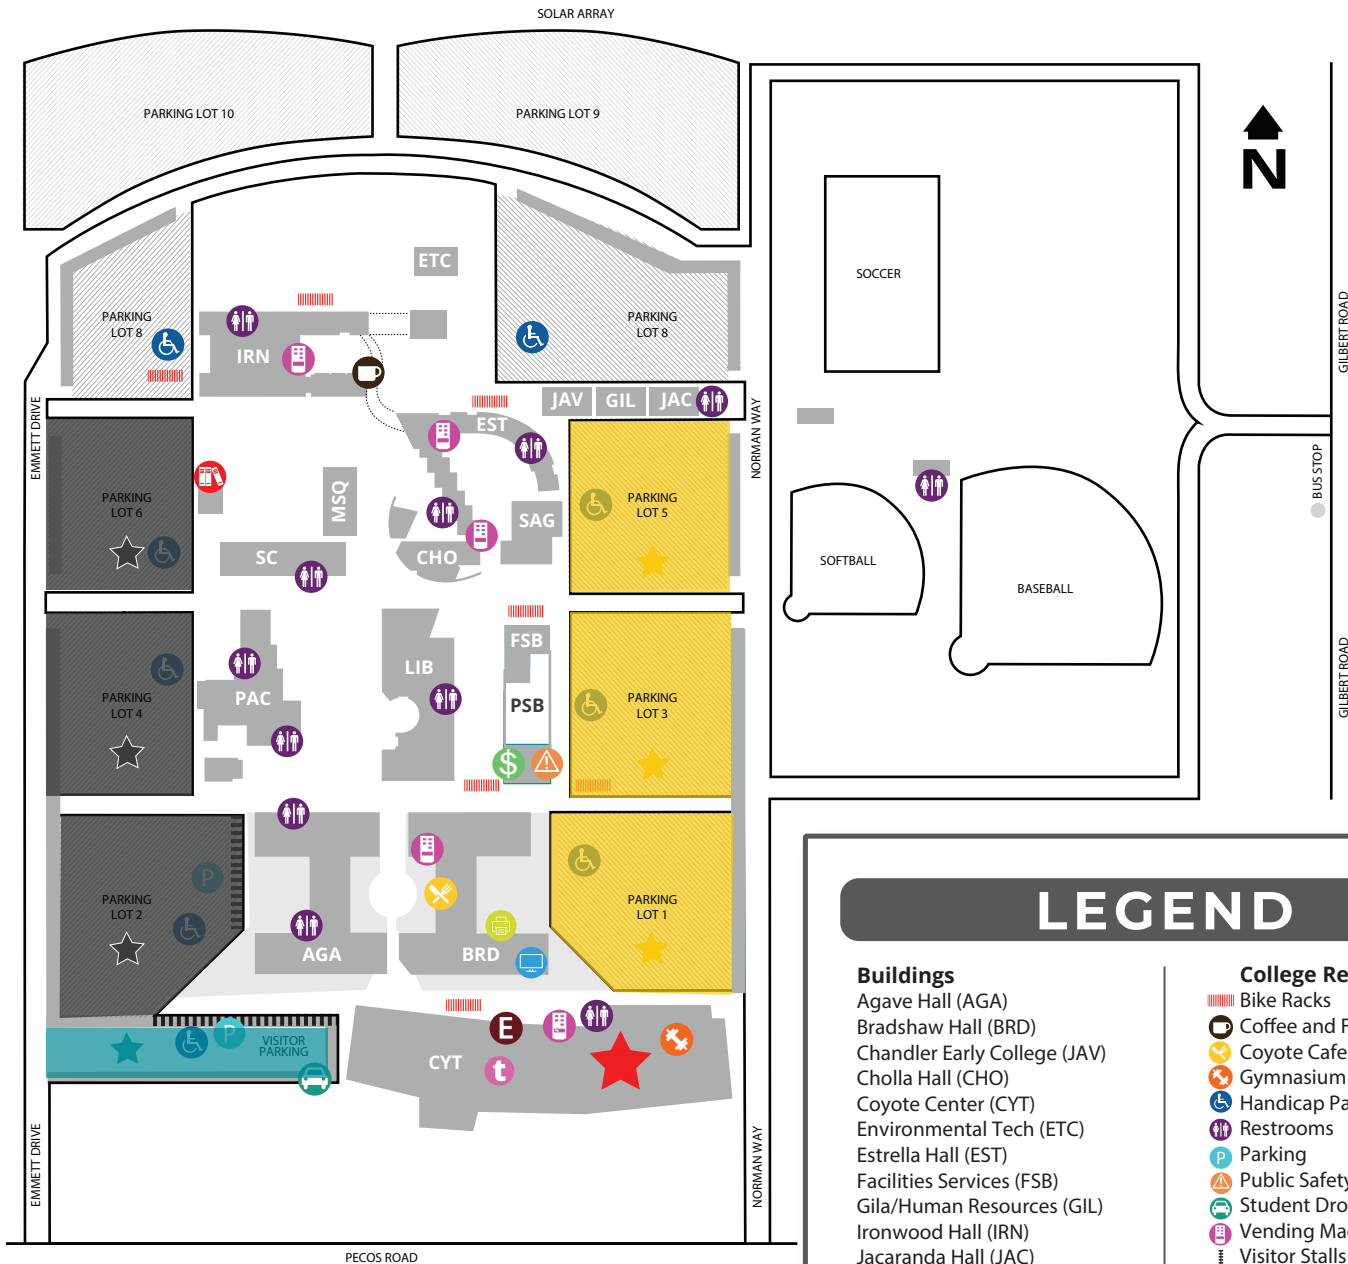 SOLAR ARRAY
PARKING LOT 10
PARKING LOT 9
N
SOCCER
ETC
PARKING
LOT 8
PARKING
LOT 8
IRN
GILBERT ROAD
JAV
GIL
JAC
EST
EMMETT DRIVE
NORMAN WAY
BUS STOP
PARKING
LOT 6
MSQ
SAG
PARKING
LOT 5
SC
CHO
SOFTBALL
BASEBALL
FSB
LIB
PAC
PSB
PARKING
LOT 4
PARKING
LOT 3
GILBERT ROAD
$
P
PARKING
LOT 2
PARKING
LOT 1
AGA
BRD
P
VISITOR
PARKING
E
CYT
t
EMMETT DRIVE
NORMAN WAY
PECOS ROAD
LEGEND
Buildings
Agave Hall (AGA)
Bradshaw Hall (BRD)
Chandler Early College (JAV)
Cholla Hall (CHO)
Coyote Center (CYT)
Environmental Tech (ETC)
Estrella Hall (EST)
Facilities Services (FSB)
Gila/Human Resources (GIL)
Ironwood Hall (IRN)
Jacaranda Hall (JAC)
College Re
Bike Racks
Coffee and F
Coyote Cafe
Gymnasium
Handicap Pa
Restrooms
P Parking
Public Safety
Student Dro
Vending Ma
Visitor Stalls